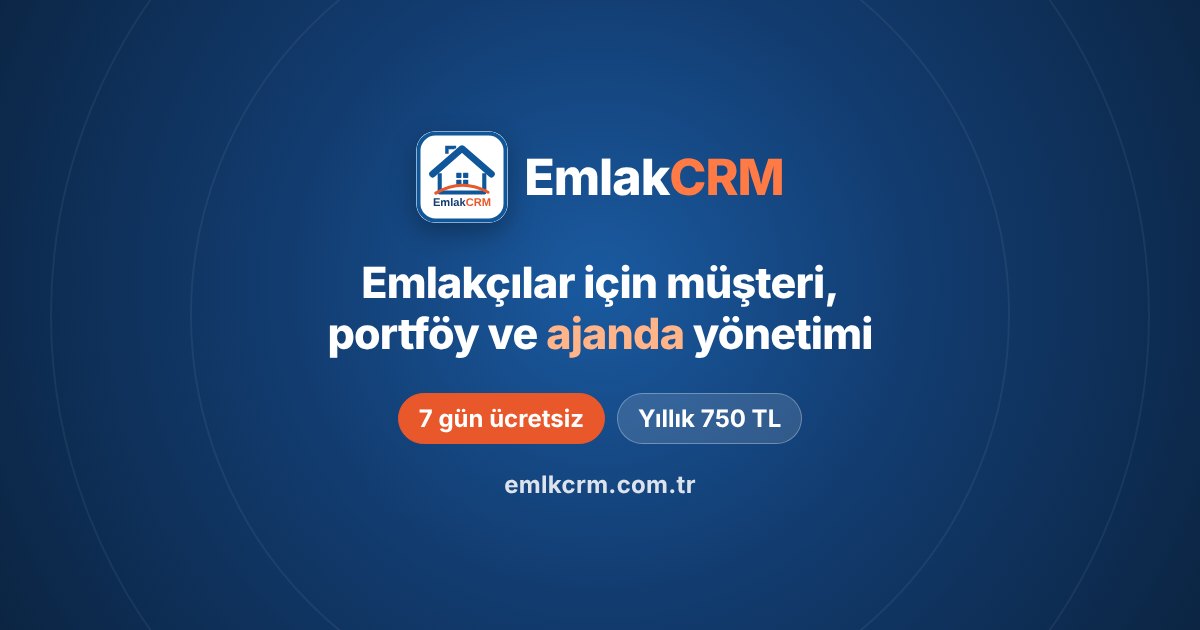 EmlakCRM
EmlakCRM
Emlakçılar için müşteri,
portföy ve ajanda yönetimi
7 gün ücretsiz
Yıllık 750 TL
emlkcrm.com.tr